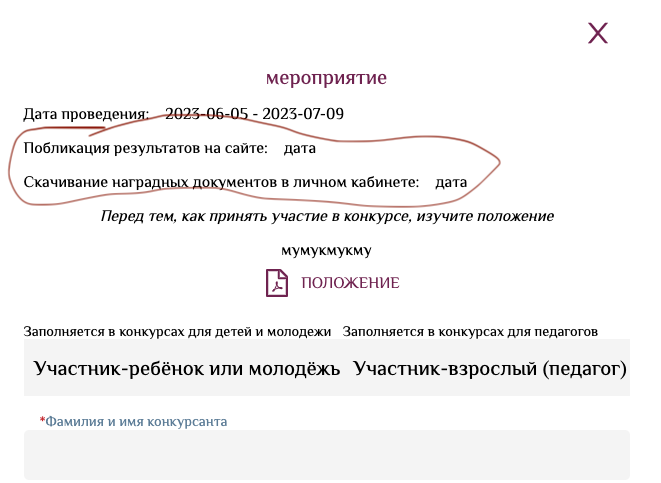 X
мероприятие
Дата проведения: 2023-06-05 - 2023-07-09
Побликация результатов на сайте: дата
Скачивание наградных документов в личном кабинете: дата
Перед тем, как принять участие в конкурсе, изучите положение
мумукмукму
ПОЛОЖЕНИЕ
Заполняется в конкурсах для детей и молодежи Заполняется в конкурсах для педагогов
Участник-ребёнок или молодёжь Участник-взрослый (педагог)
*Фамилия и имя конкурсанта